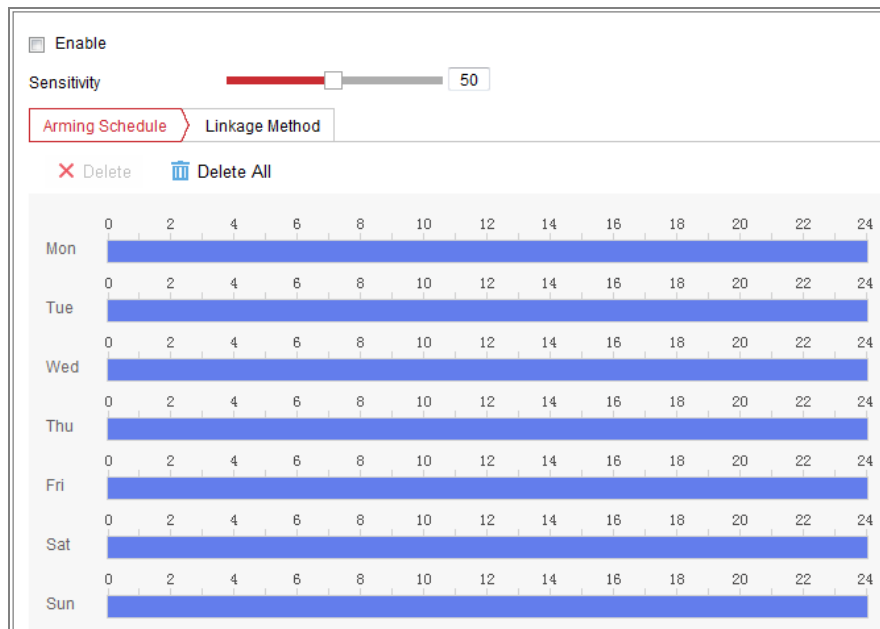 Enable
Sensitivity 50
Arming Schedule Linkage Method
Delete Delete All
0 2 4 6 8 10 12 14 16 18 20 22 24
Mon
0 2 4 6 8 10 12 14 16 18 20 22 24
Tue
0 2 4 6 8 10 12 14 16 18 20 22 24
Wed
0 2 4 6 8 10 12 14 16 18 20 22 24
Thu
0 2 4 6 8 10 12 14 16 18 20 22 24
Fri
0 2 4 6 8 10 12 14 16 18 20 22 24
Sat
0 2 4 6 8 10 12 14 16 18 20 22 24
Sun